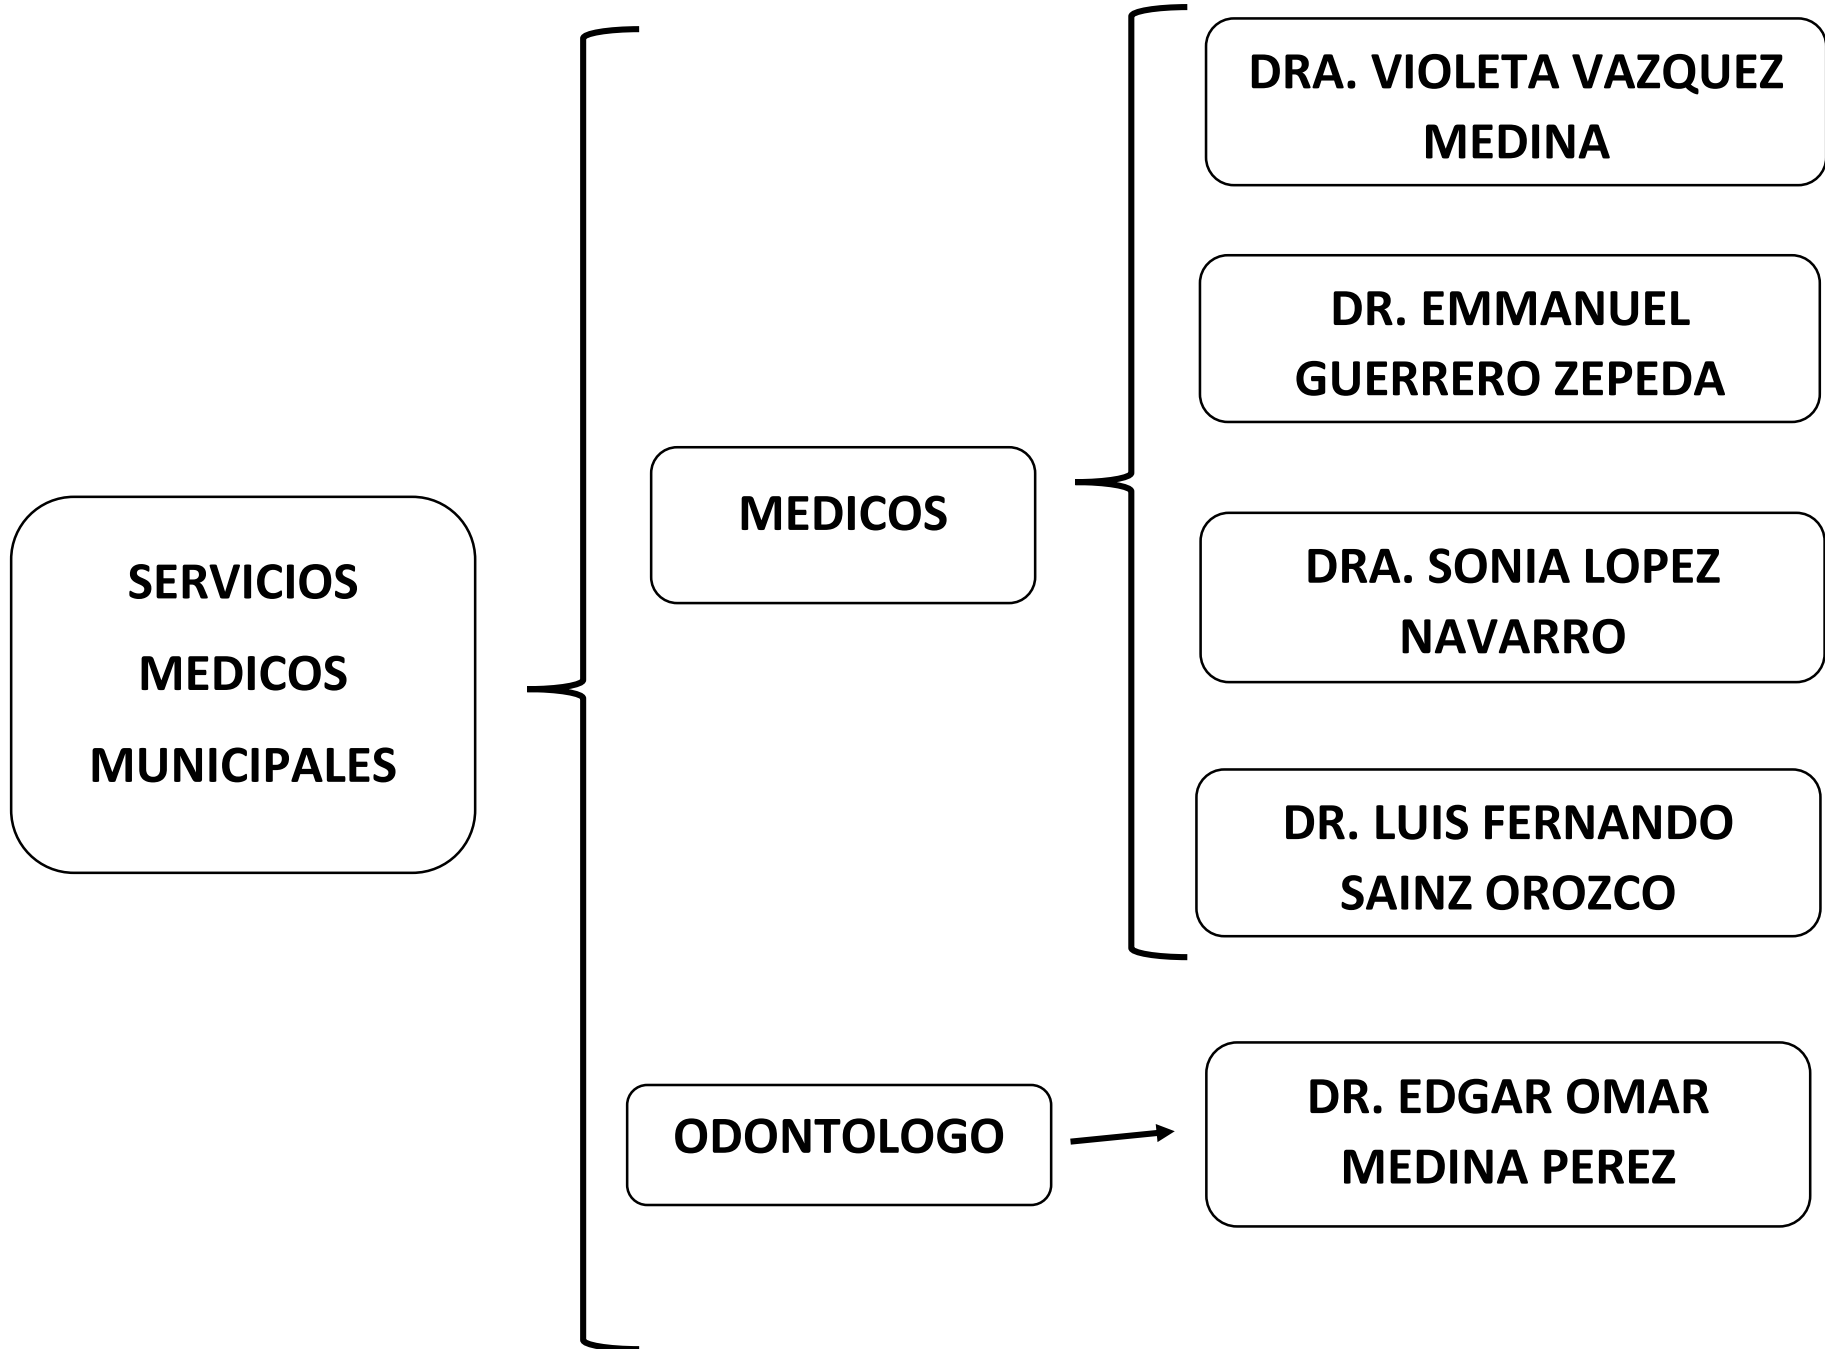 SERVICIOS
MEDICOS
MUNICIPALES
MEDICOS
DRA. VIOLETA VAZQUEZ
MEDINA
DR. EMMANUEL
GUERRERO ZEPEDA
DRA. SONIA LOPEZ
NAVARRO
DR. LUIS FERNANDO
SAINZ OROZCO
ODONTOLOGO
DR. EDGAR OMAR
MEDINA PEREZ